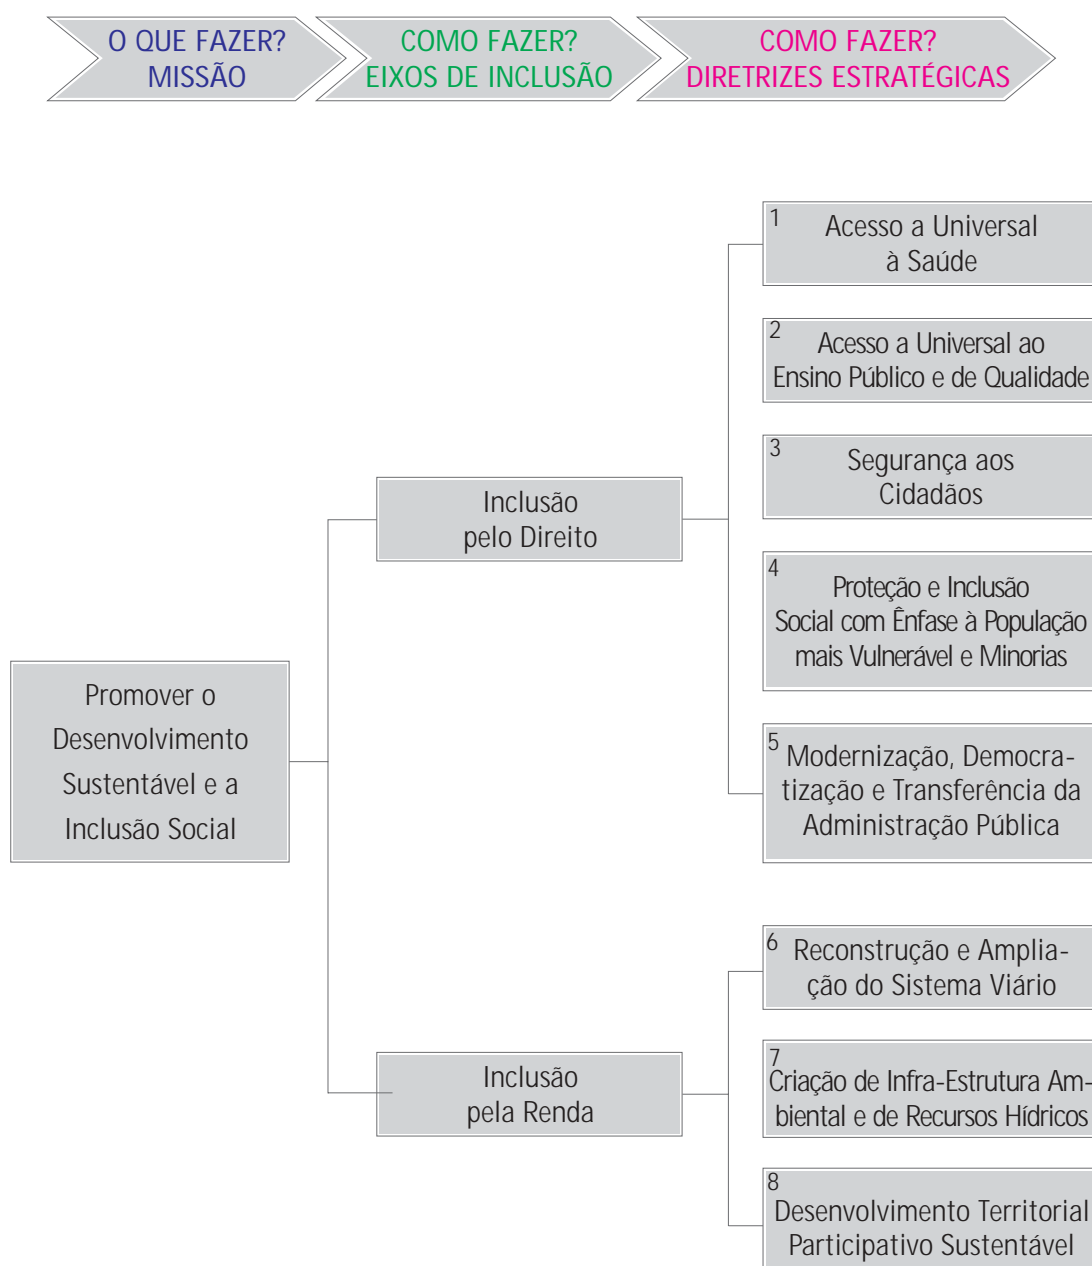 O QUE FAZER?
MISSÃO
COMO FAZER?
EIXOS DE INCLUSÃO
COMO FAZER?
DIRETRIZES ESTRATÉGICAS
Promover o
Desenvolvimento
Sustentável e a
Inclusão Social
Inclusão
pelo Direito
1
Acesso a Universal
à Saúde
2
Acesso a Universal ao
Ensino Público e de Qualidade
3
Segurança aos
Cidadãos
4
Proteção e Inclusão
Social com Ênfase à População
mais Vulnerável e Minorias
5
Modernização, Democra-
tização e Transferência da
Administração Pública
Inclusão
pela Renda
6
Reconstrução e Amplia-
ção do Sistema Viário
7
Criação de Infra-Estrutura Am-
biental e de Recursos Hídricos
8
Desenvolvimento Territorial
Participativo Sustentável